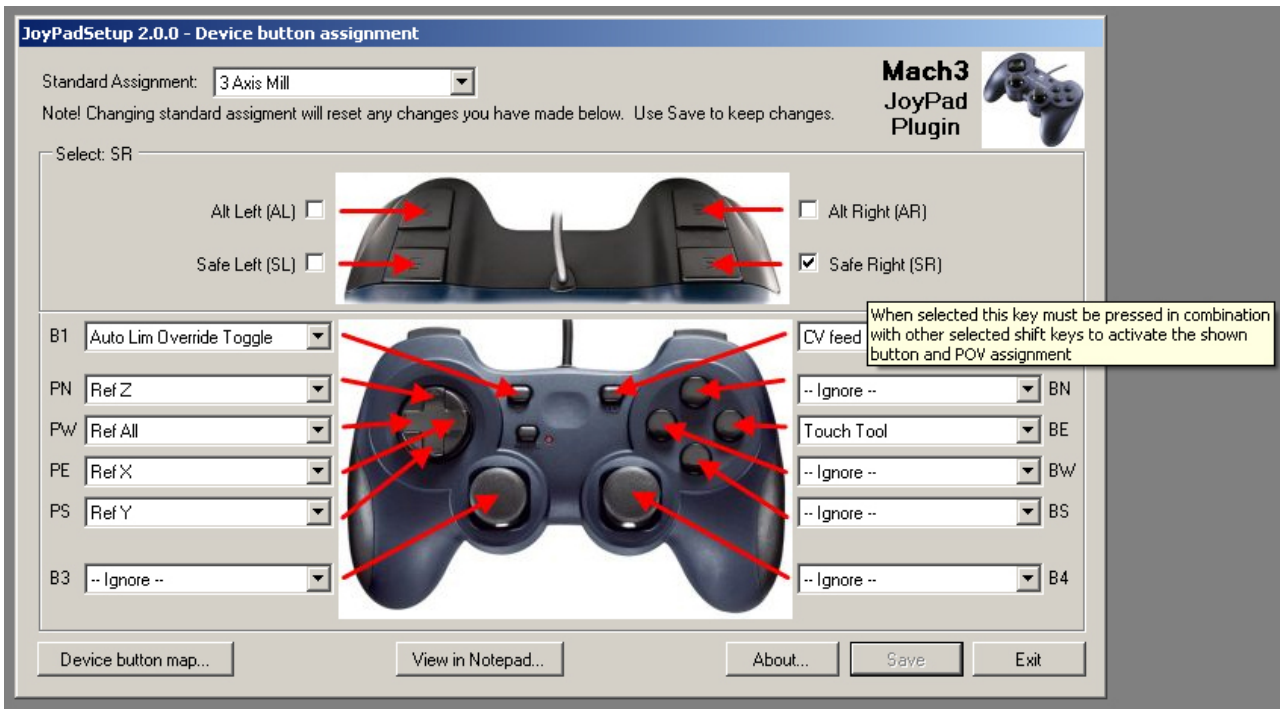 JoyPadSetup 2.0.0 - Device button assignment
Standard Assignment: 3 Axis Mill
Note! Changing standard assigment will reset any changes you have made below. Use Save to keep changes.
Mach3
JoyPad
Plugin
Select: SR
Alt Left (AL) Alt Right (AR)
Safe Left (SL) Safe Right (SR)
When selected this key must be pressed in combination
with other selected shift keys to activate the shown
button and POV assignment
B1 Auto Lim Override Toggle CV feed
PN Ref Z -- Ignore -- BN
PW Ref All Touch Tool BE
PE Ref X -- Ignore -- BW
PS Ref Y -- Ignore -- BS
B3 -- Ignore -- -- Ignore -- B4
Device button map... View in Notepad... About... Save Exit